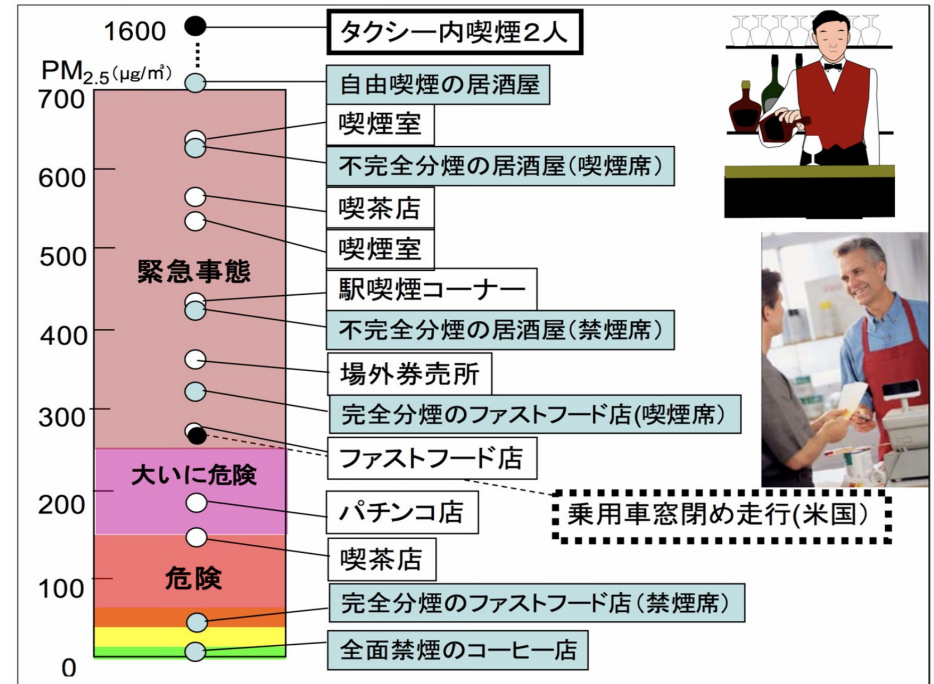 1600
タクシー内喫煙2人
PM2.5(μg/㎥)
700
自由喫煙の居酒屋
喫煙室
不完全分煙の居酒屋(喫煙席)
600
喫茶店
500
喫煙室
緊急事態
駅喫煙コーナー
不完全分煙の居酒屋(禁煙席)
400
場外券売所
300
完全分煙のファストフード店(喫煙席)
ファストフード店
大いに危険
200
パチンコ店
乗用車窓閉め走行(米国)
喫茶店
100
危険
完全分煙のファストフード店(禁煙席)
全面禁煙のコーヒー店
0